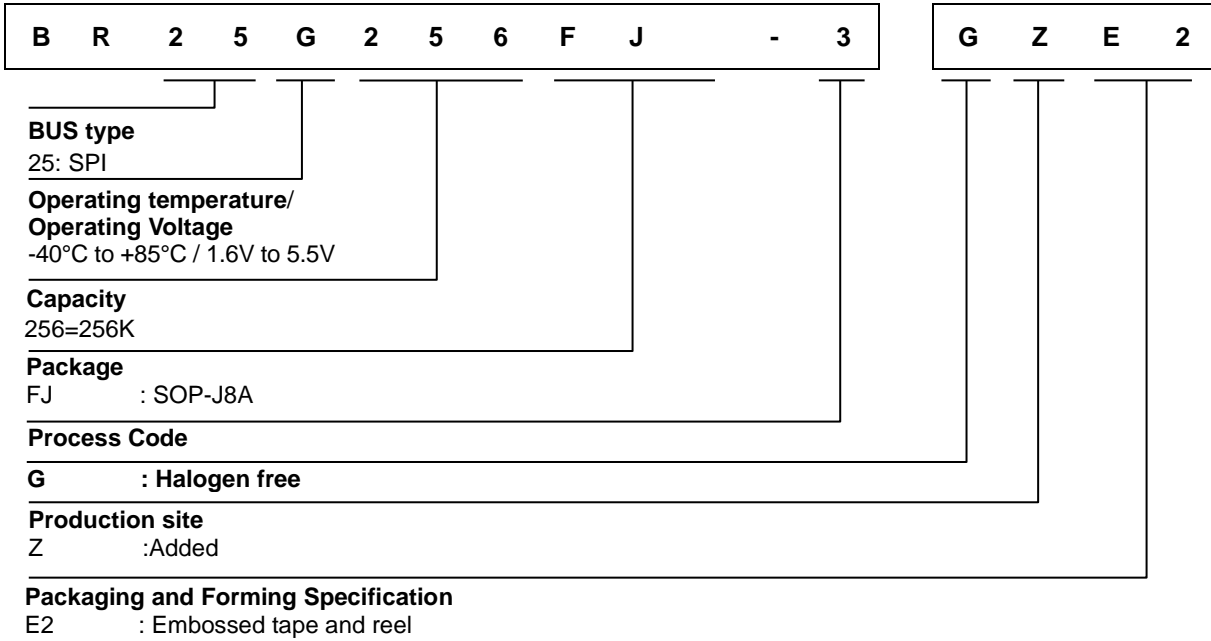 B R 2 5 G 2 5 6 F J - 3 G Z E 2
BUS type
25: SPI
Operating temperature/
Operating Voltage
-40°C to +85°C / 1.6V to 5.5V
Capacity
256=256K
Package
FJ : SOP-J8A
Process Code
G : Halogen free
Production site
Z :Added
Packaging and Forming Specification
E2 : Embossed tape and reel